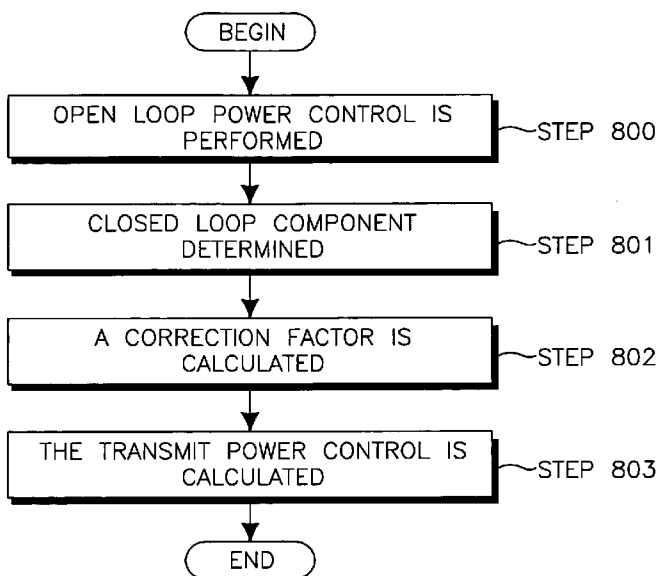 BEGIN
OPEN LOOP POWER CONTROL IS
PERFORMED
STEP 800
CLOSED LOOP COMPONENT
DETERMINED
STEP 801
A CORRECTION FACTOR IS
CALCULATED
STEP 802
THE TRANSMIT POWER CONTROL IS
CALCULATED
STEP 803
END